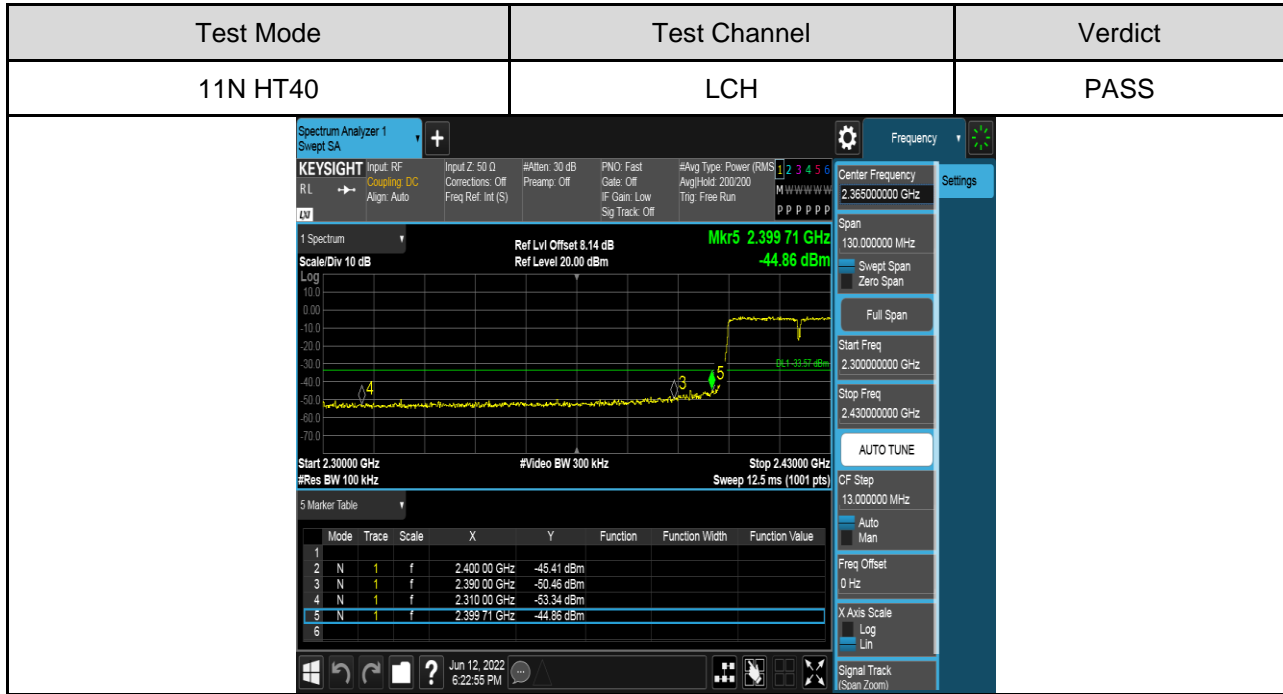 Test Mode Test Channel Verdict
11N HT40 LCH PASS
Spectrum Analyzer 1
Swept SA
+
Frequency
KEYSIGHT Input: RF Input Z: 50 Ω #Atten: 30 dB PNO: Fast #Avg Type: Power (RMS 1 2 3 4 5 6
RL Coupling: DC Corrections: Off Preamp: Off Gate: Off Avg|Hold: 200/200 M W W W W W
Align: Auto Freq Ref: Int (S) IF Gain: Low Trig: Free Run
LXI Sig Track: Off P P P P P P
Center Frequency
2.365000000 GHz
Settings
Span
130.000000 MHz
Swept Span
Zero Span
Full Span
Start Freq
2.300000000 GHz
Stop Freq
2.430000000 GHz
AUTO TUNE
CF Step
13.000000 MHz
Auto
Man
Freq Offset
0 Hz
X Axis Scale
Log
Lin
Signal Track
(Span Zoom)
1 Spectrum Ref Lvl Offset 8.14 dB Mkr5 2.399 71 GHz
Scale/Div 10 dB Ref Level 20.00 dBm -44.86 dBm
Log
10.0
0.00
-10.0
-20.0
-30.0 DL1 -33.57 dBm
-40.0 4 3 5
-50.0
-60.0
-70.0
Start 2.30000 GHz #Video BW 300 kHz Stop 2.43000 GHz
#Res BW 100 kHz Sweep 12.5 ms (1001 pts)
5 Marker Table
Mode Trace Scale X Y Function Function Width Function Value
1
2 N 1 f 2.400 00 GHz -45.41 dBm
3 N 1 f 2.390 00 GHz -50.46 dBm
4 N 1 f 2.310 00 GHz -53.34 dBm
5 N 1 f 2.399 71 GHz -44.86 dBm
6
? Jun 12, 2022
6:22:55 PM